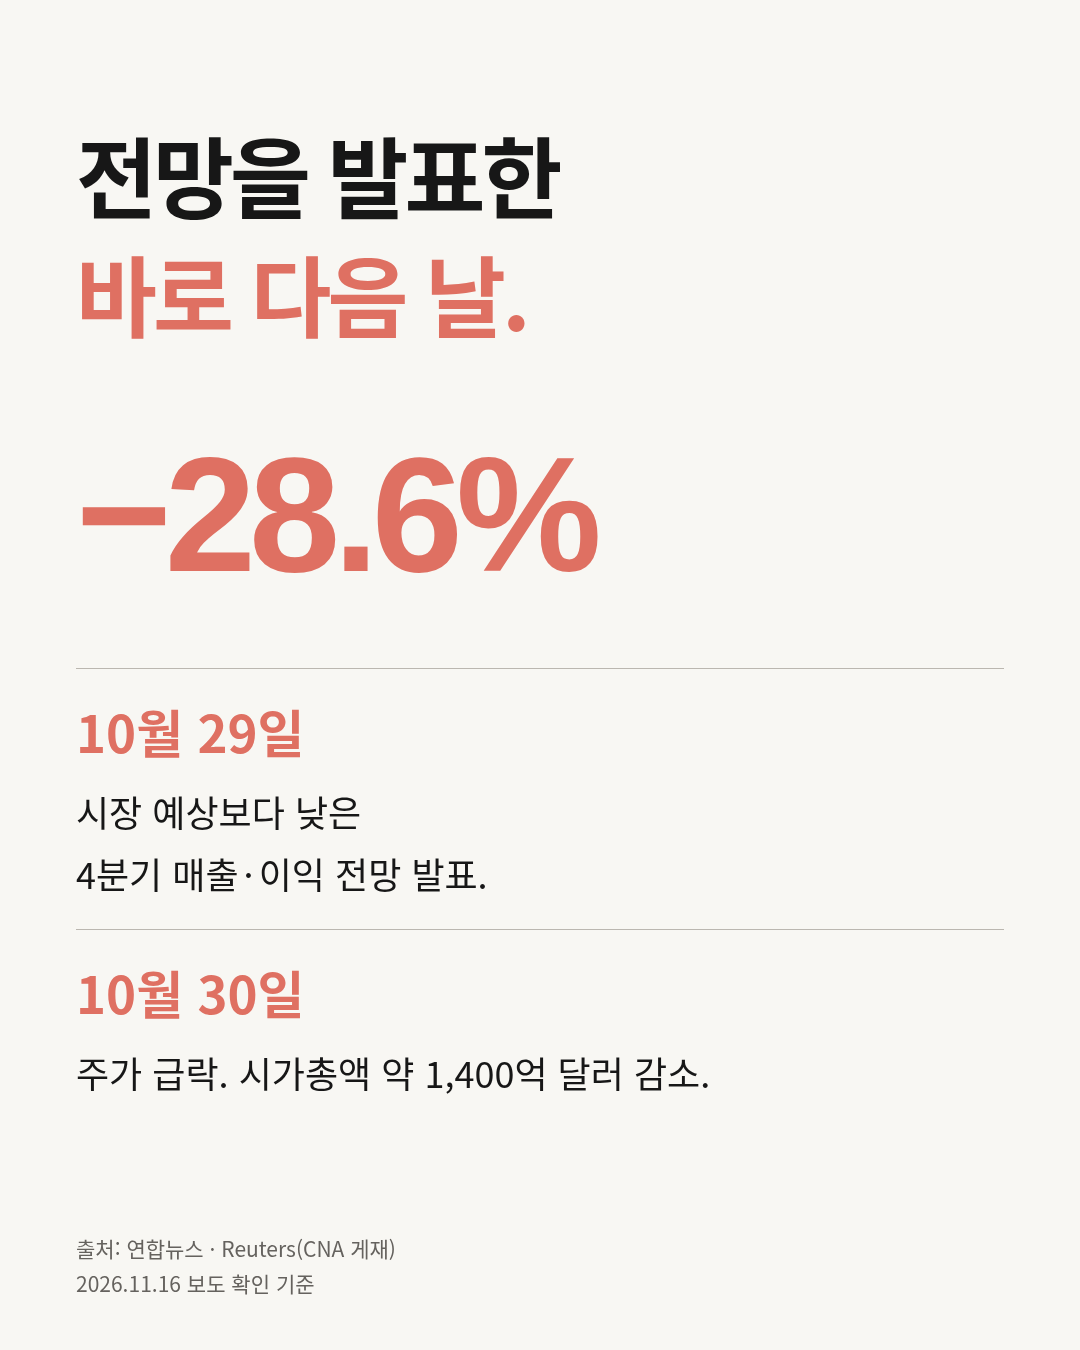 전망을 발표한
바로 다음 날.
–28.6%
10월 29일
시장 예상보다 낮은
4분기 매출·이익 전망 발표.
10월 30일
주가 급락. 시가총액 약 1,400억 달러 감소.
출처: 연합뉴스 · Reuters(CNA 게재)
2026.11.16 보도 확인 기준